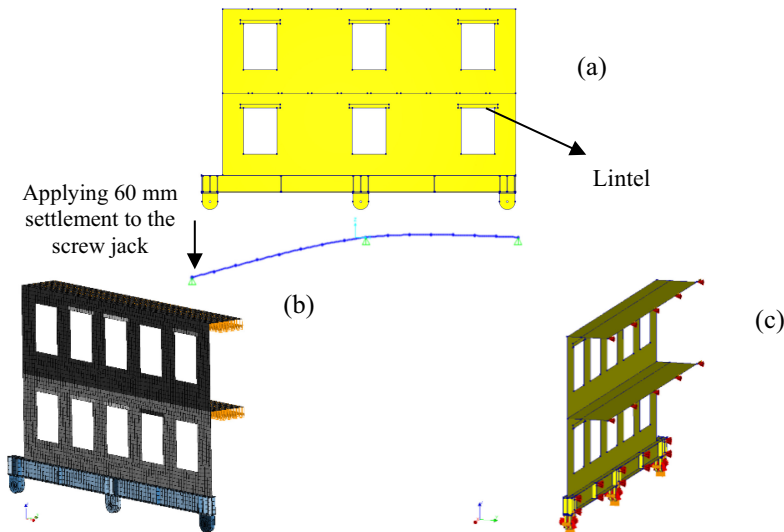 (a)
Lintel
Applying 60 mm
settlement to the
screw jack
(b)
(c)